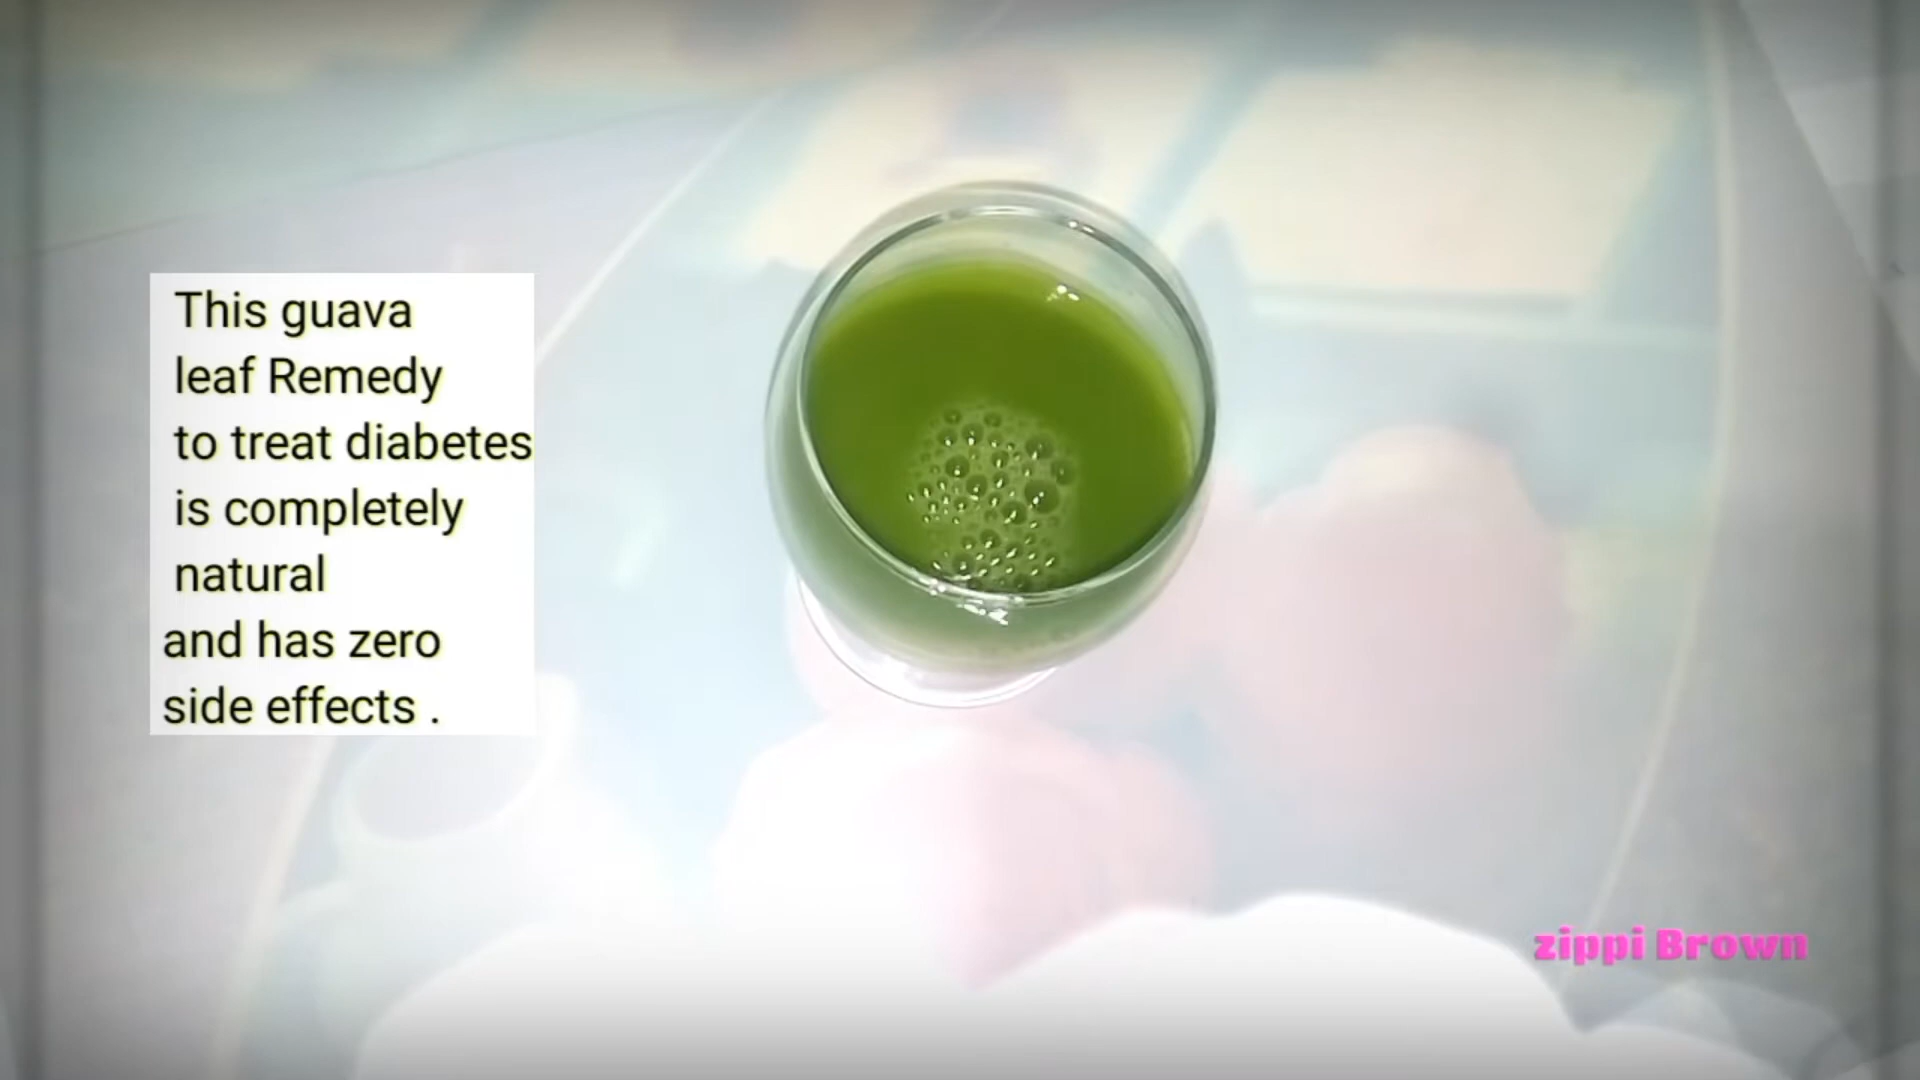 This guava
leaf Remedy
to treat diabetes
is completely
natural
and has zero
side effects .
zippi Brown